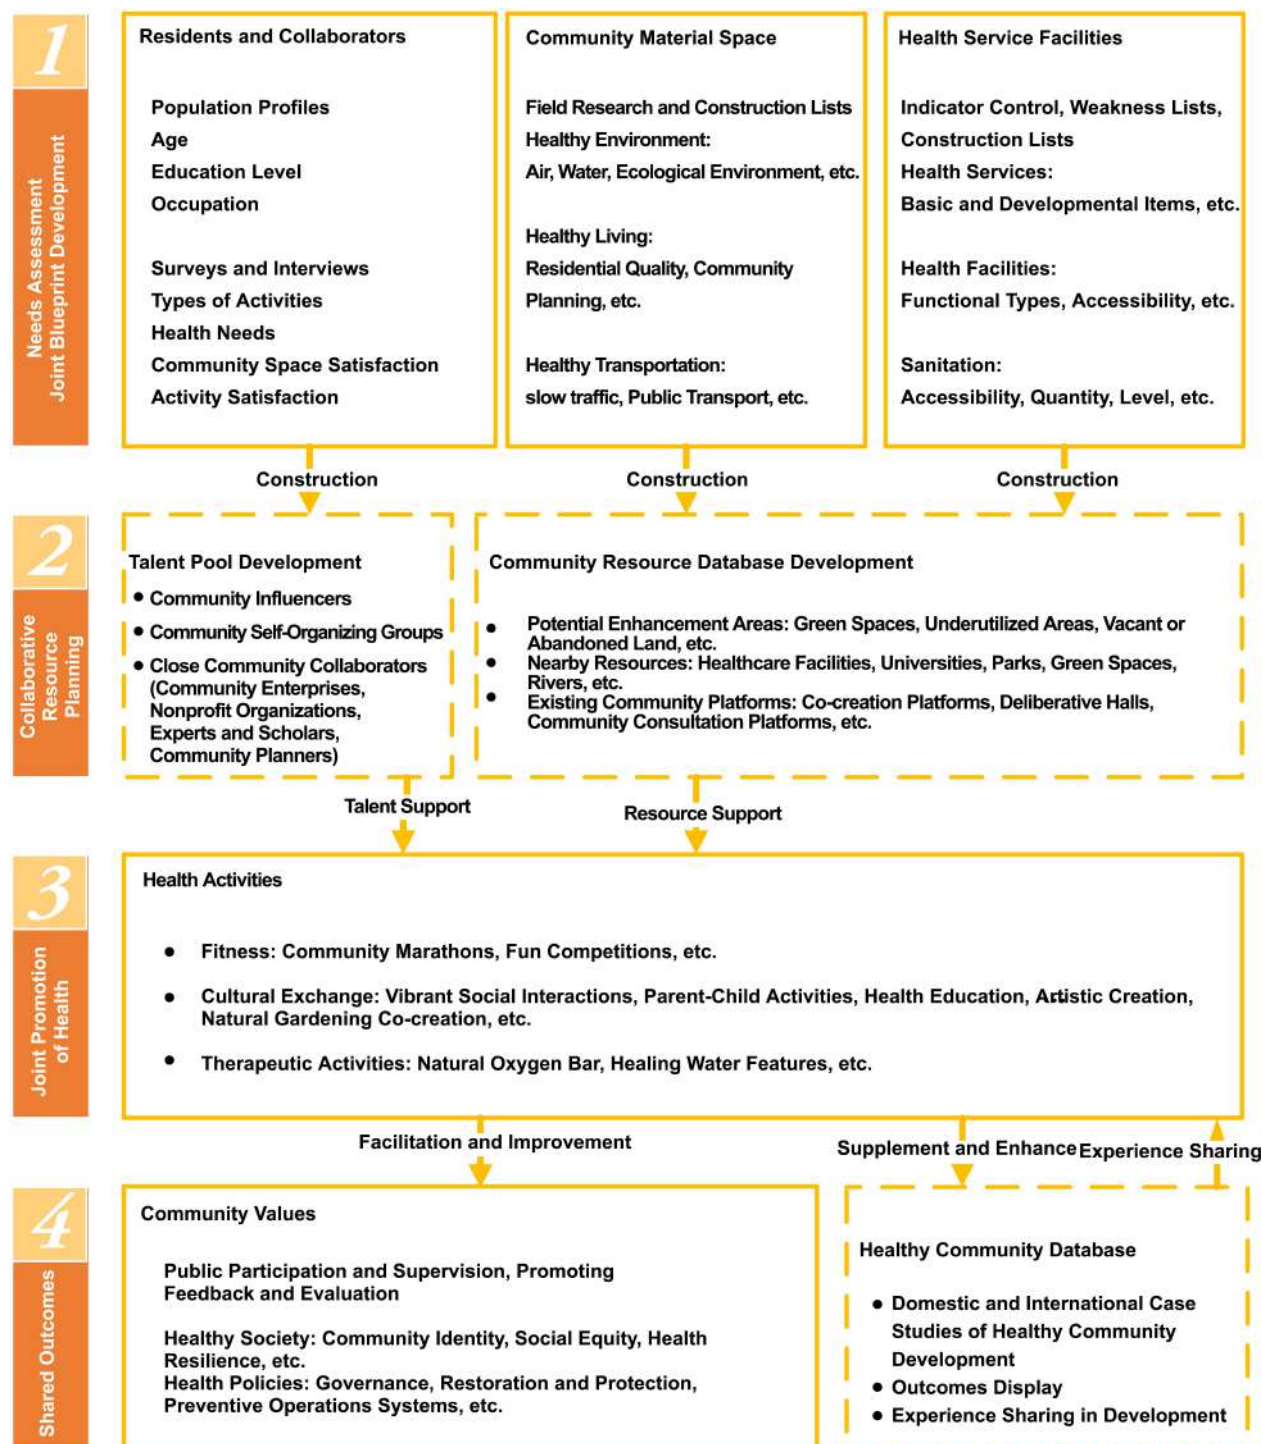 1
Needs Assessment
Joint Blueprint Development
Residents and Collaborators
Population Profiles
Age
Education Level
Occupation
Surveys and Interviews
Types of Activities
Health Needs
Community Space Satisfaction
Activity Satisfaction
Community Material Space
Field Research and Construction Lists
Healthy Environment:
Air, Water, Ecological Environment, etc.
Healthy Living:
Residential Quality, Community
Planning, etc.
Healthy Transportation:
slow traffic, Public Transport, etc.
Health Service Facilities
Indicator Control, Weakness Lists,
Construction Lists
Health Services:
Basic and Developmental Items, etc.
Health Facilities:
Functional Types, Accessibility, etc.
Sanitation:
Accessibility, Quantity, Level, etc.
Construction
Construction
Construction
2
Collaborative
Resource
Planning
Talent Pool Development
● Community Influencers
● Community Self-Organizing Groups
● Close Community Collaborators
(Community Enterprises,
Nonprofit Organizations,
Experts and Scholars,
Community Planners)
Community Resource Database Development
● Potential Enhancement Areas: Green Spaces, Underutilized Areas, Vacant or
Abandoned Land, etc.
● Nearby Resources: Healthcare Facilities, Universities, Parks, Green Spaces,
Rivers, etc.
● Existing Community Platforms: Co-creation Platforms, Deliberative Halls,
Community Consultation Platforms, etc.
Talent Support
Resource Support
3
Joint Promotion
of Health
Health Activities
● Fitness: Community Marathons, Fun Competitions, etc.
● Cultural Exchange: Vibrant Social Interactions, Parent-Child Activities, Health Education, Artistic Creation,
Natural Gardening Co-creation, etc.
● Therapeutic Activities: Natural Oxygen Bar, Healing Water Features, etc.
Facilitation and Improvement
Supplement and Enhance
Experience Sharing
4
Shared Outcomes
Community Values
Public Participation and Supervision, Promoting
Feedback and Evaluation
Healthy Society: Community Identity, Social Equity, Health
Resilience, etc.
Health Policies: Governance, Restoration and Protection,
Preventive Operations Systems, etc.
Healthy Community Database
● Domestic and International Case
Studies of Healthy Community
Development
● Outcomes Display
● Experience Sharing in Development